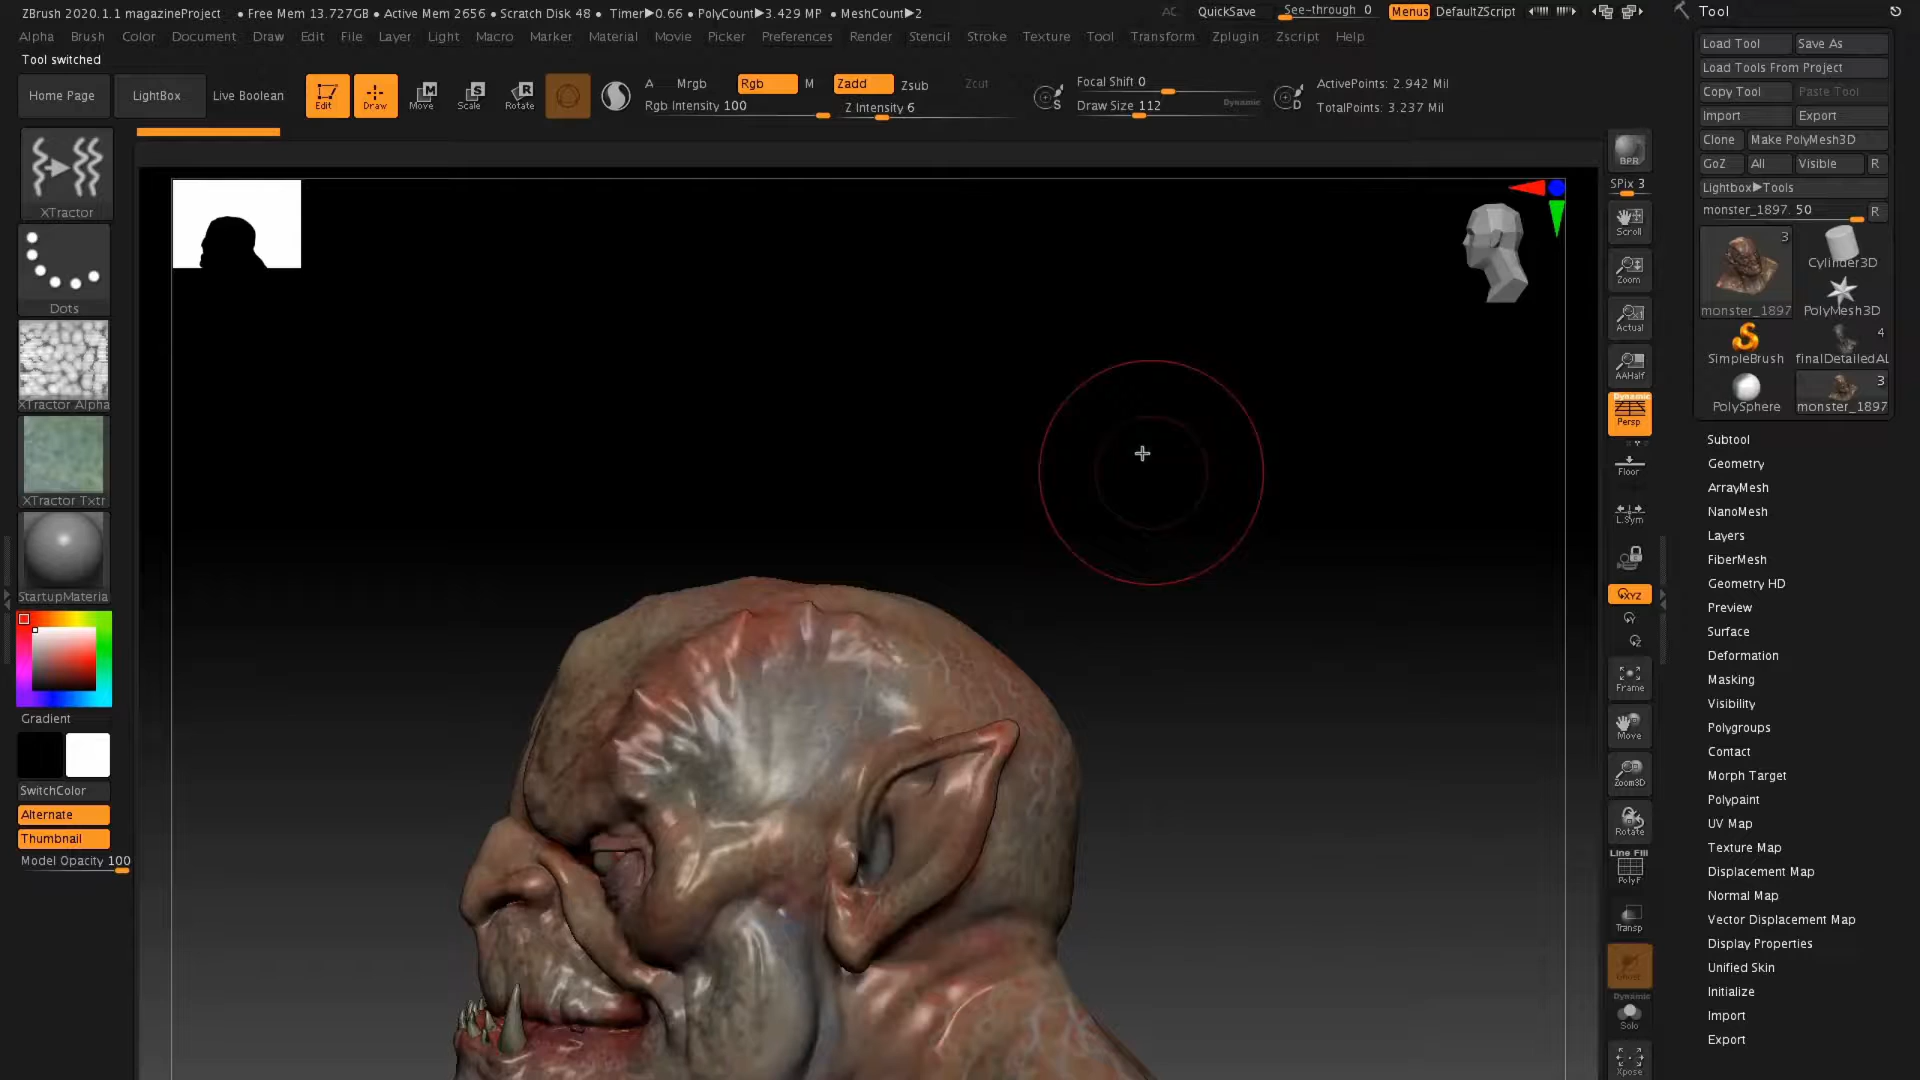 ZBrush 2020.1.1 magazineProject • Free Mem 13.727GB • Active Mem 2656 • Scratch Disk 48 • Timer▶0.66 • PolyCount▶3.429 MP • MeshCount▶2 AC QuickSave See-through 0 Menus DefaultZScript
Alpha Brush Color Document Draw Edit File Layer Light Macro Marker Material Movie Picker Preferences Render Stencil Stroke Texture Tool Transform Zplugin Zscript Help
Tool switched
Home Page LightBox Live Boolean
Edit Draw Move Scale Rotate
A Mrgb Rgb M Zadd Zsub Zcut
Rgb Intensity 100 Z Intensity 6
S Focal Shift 0
Draw Size 112 Dynamic D
ActivePoints: 2.942 Mil
TotalPoints: 3.237 Mil
XTractor
Dots
XTractor Alpha
XTractor Txtr
StartupMateria
Gradient
SwitchColor
Alternate
Thumbnail
Model Opacity 100
BPR
SPix 3
Scroll
Zoom
Actual
AAHalf
Dynamic
Persp
Floor
L.Sym
XYZ
Y
Z
Frame
Move
Zoom3D
Rotate
Line Fill
PolyF
Transp
Dynamic
Solo
Xpose
Tool
Load Tool Save As
Load Tools From Project
Copy Tool Paste Tool
Import Export
Clone Make PolyMesh3D
GoZ All Visible R
Lightbox▶Tools
monster_1897. 50 R
3
monster_1897
Cylinder3D
PolyMesh3D
SimpleBrush
4
finalDetailedAL
PolySphere
3
monster_1897
Subtool
Geometry
ArrayMesh
NanoMesh
Layers
FiberMesh
Geometry HD
Preview
Surface
Deformation
Masking
Visibility
Polygroups
Contact
Morph Target
Polypaint
UV Map
Texture Map
Displacement Map
Normal Map
Vector Displacement Map
Display Properties
Unified Skin
Initialize
Import
Export